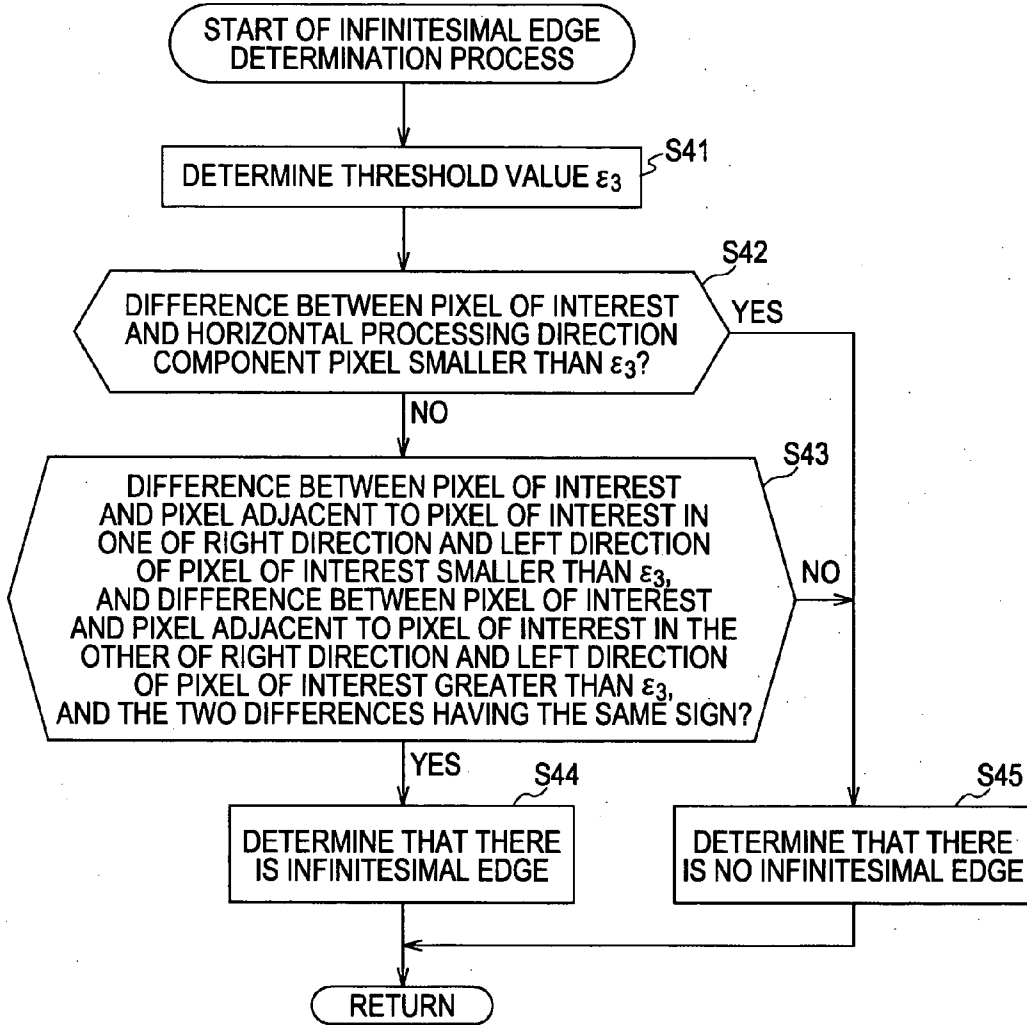 START OF INFINITESIMAL EDGE
DETERMINATION PROCESS
S41
DETERMINE THRESHOLD VALUE ε3
S42
DIFFERENCE BETWEEN PIXEL OF INTEREST
AND HORIZONTAL PROCESSING DIRECTION
COMPONENT PIXEL SMALLER THAN ε3?
YES
NO
S43
DIFFERENCE BETWEEN PIXEL OF INTEREST
AND PIXEL ADJACENT TO PIXEL OF INTEREST IN
ONE OF RIGHT DIRECTION AND LEFT DIRECTION
OF PIXEL OF INTEREST SMALLER THAN ε3,
AND DIFFERENCE BETWEEN PIXEL OF INTEREST
AND PIXEL ADJACENT TO PIXEL OF INTEREST IN THE
OTHER OF RIGHT DIRECTION AND LEFT DIRECTION
OF PIXEL OF INTEREST GREATER THAN ε3,
AND THE TWO DIFFERENCES HAVING THE SAME SIGN?
NO
YES
S44
DETERMINE THAT THERE
IS INFINITESIMAL EDGE
S45
DETERMINE THAT THERE
IS NO INFINITESIMAL EDGE
RETURN